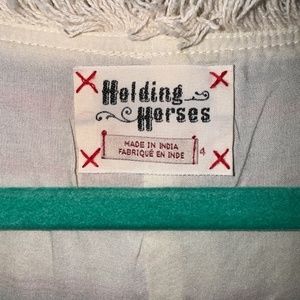 Holding
Horses
MADE IN INDIA
FABRIQUÉ EN INDE
4